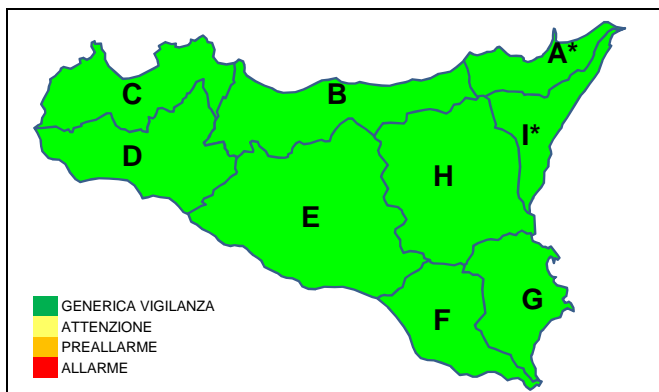 A*
C
B
I*
D
H
E
G
F
GENERICA VIGILANZA
ATTENZIONE
PREALLARME
ALLARME